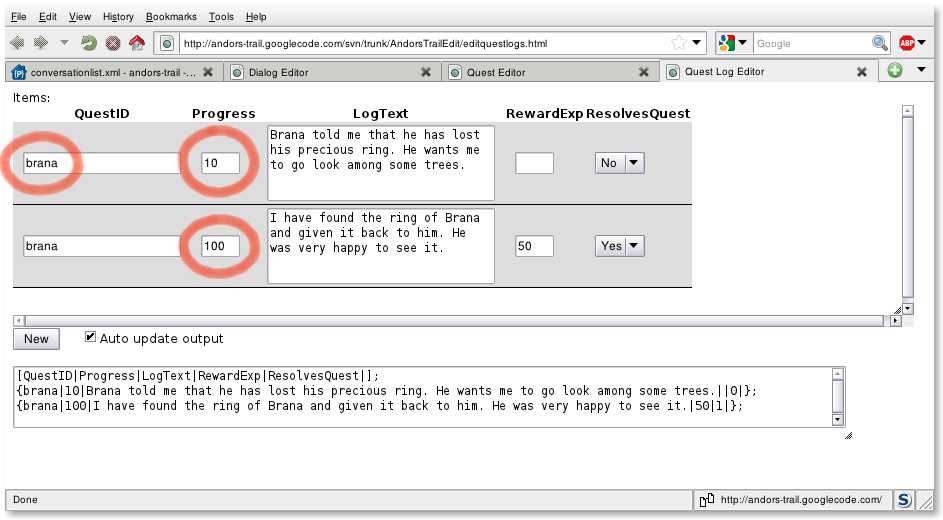 File Edit View History Bookmarks Tools Help
http://andors-trail.googlecode.com/svn/trunk/AndorsTrailEdit/editquestlogs.html
Google
ABP
{p} conversationlist.xml - andors-trail -...
Dialog Editor
Quest Editor
Quest Log Editor
Items:
QuestID Progress LogText RewardExp ResolvesQuest
brana 10
Brana told me that he has lost
his precious ring. He wants me
to go look among some trees.
No
brana 100
I have found the ring of Brana
and given it back to him. He
was very happy to see it.
50 Yes
New Auto update output
[QuestID|Progress|LogText|RewardExp|ResolvesQuest|];
{brana|10|Brana told me that he has lost his precious ring. He wants me to go look among some trees.||0|};
{brana|100|I have found the ring of Brana and given it back to him. He was very happy to see it.|50|1|};
Done
http://andors-trail.googlecode.com/
S